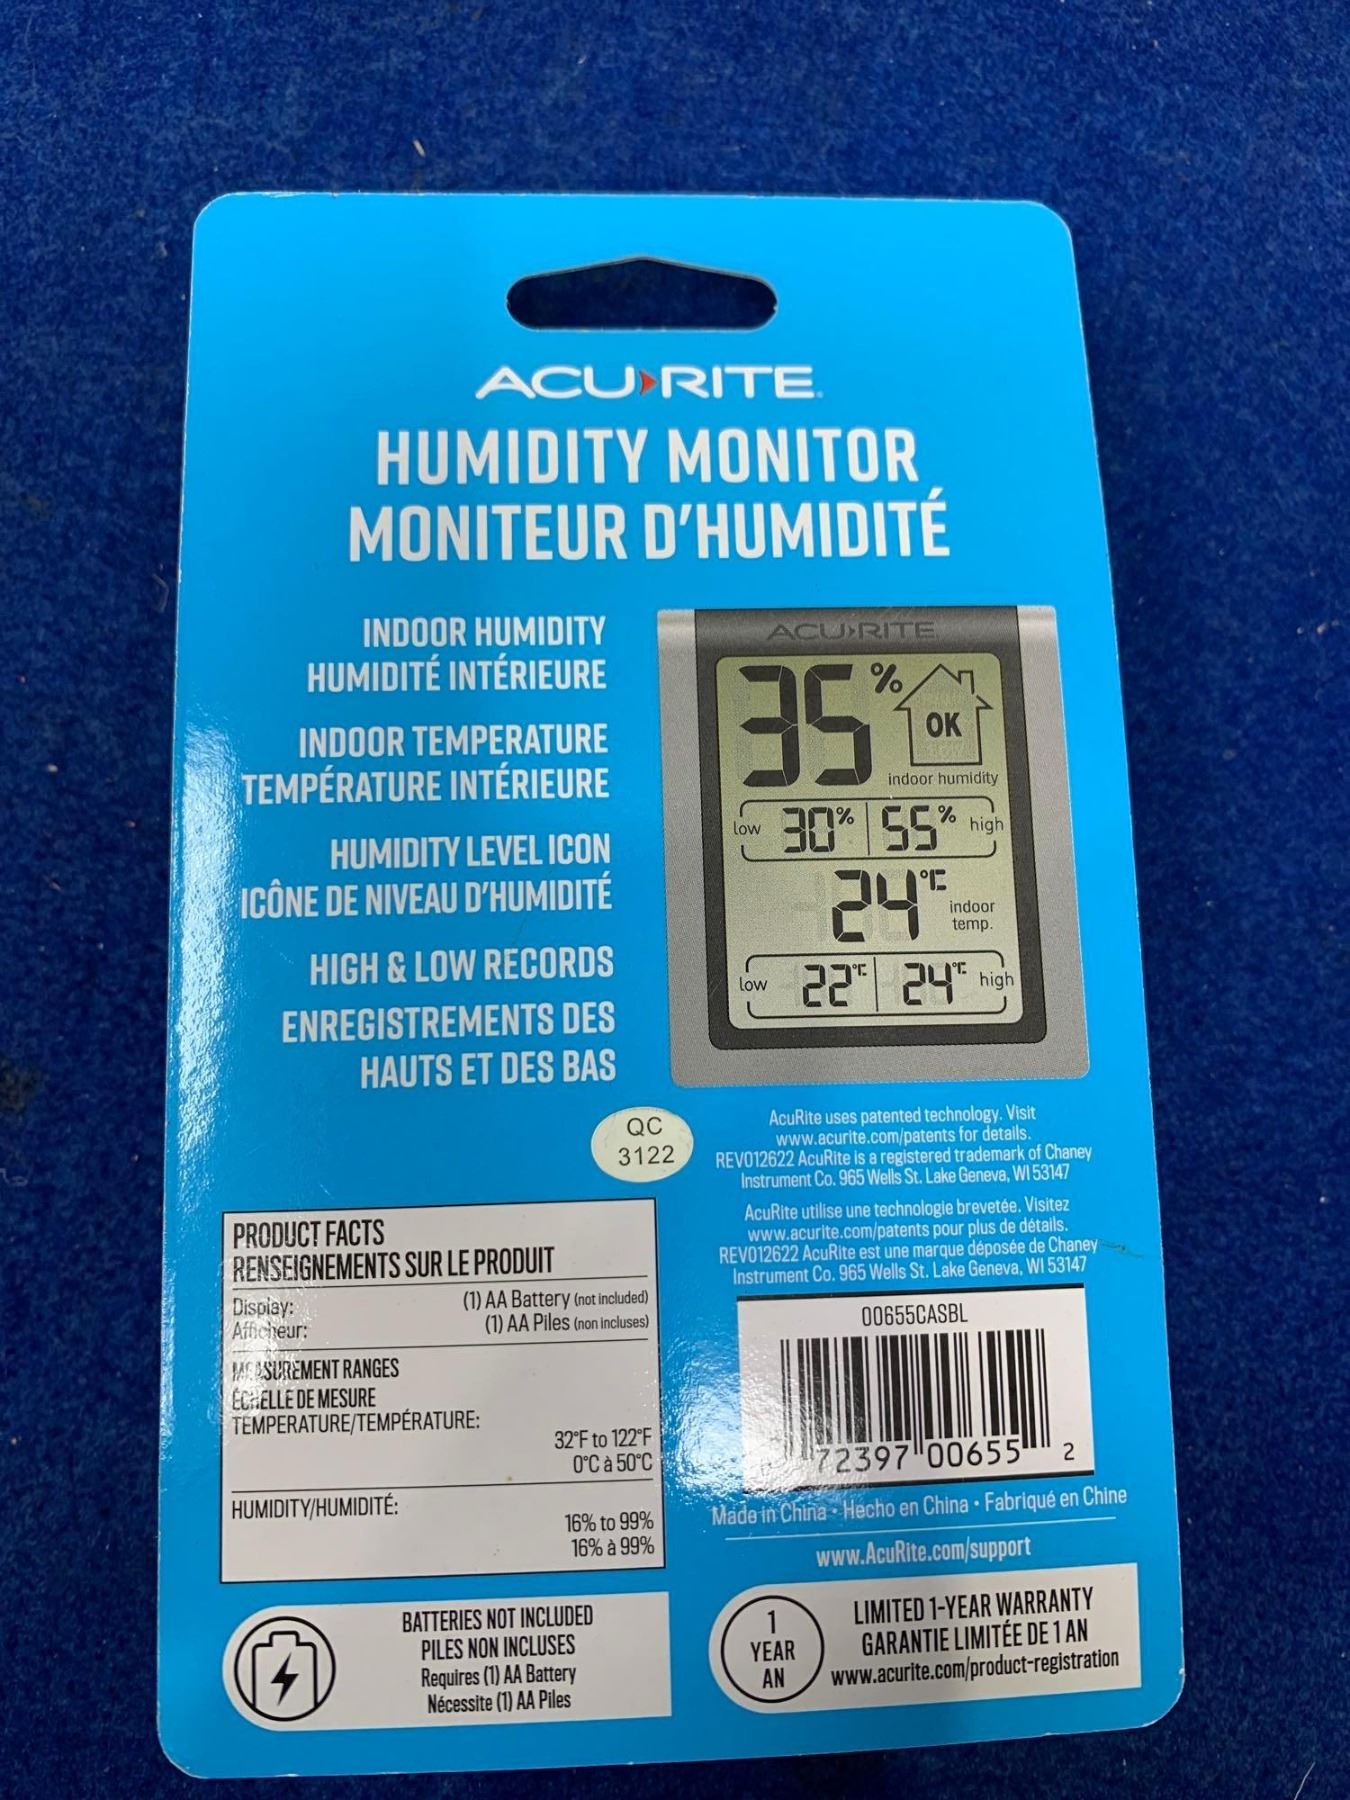 ACU RITE
HUMIDITY MONITOR
MONITEUR D'HUMIDITÉ
INDOOR HUMIDITY
HUMIDITÉ INTÉRIEURE
INDOOR TEMPERATURE
TEMPÉRATURE INTÉRIEURE
HUMIDITY LEVEL ICON
ICÔNE DE NIVEAU D'HUMIDITÉ
HIGH & LOW RECORDS
ENREGISTREMENTS DES
HAUTS ET DES BAS
ACU RITE
35%
OK
indoor humidity
low 30% 55% high
24°C
indoor
temp.
low 22°C 24°C high
QC
3122
AcuRite uses patented technology. Visit
www.acurite.com/patents for details.
REV012622 AcuRite is a registered trademark of Chaney
Instrument Co. 965 Wells St. Lake Geneva, WI 53147
AcuRite utilise une technologie brevetée. Visitez
www.acurite.com/patents pour plus de détails.
REV012622 AcuRite est une marque déposée de Chaney
Instrument Co. 965 Wells St. Lake Geneva, WI 53147
PRODUCT FACTS
RENSEIGNEMENTS SUR LE PRODUIT
Display: (1) AA Battery (not included)
Afficheur: (1) AA Piles (non incluses)
MEASUREMENT RANGES
ÉCHELLE DE MESURE
TEMPERATURE/TEMPÉRATURE:
32°F to 122°F
0°C à 50°C
HUMIDITY/HUMIDITÉ:
16% to 99%
16% à 99%
00655CASBL
72397 00655 2
Made in China • Hecho en China • Fabriqué en Chine
www.AcuRite.com/support
BATTERIES NOT INCLUDED
PILES NON INCLUSES
Requires (1) AA Battery
Nécessite (1) AA Piles
1
YEAR
AN
LIMITED 1-YEAR WARRANTY
GARANTIE LIMITÉE DE 1 AN
www.acurite.com/product-registration